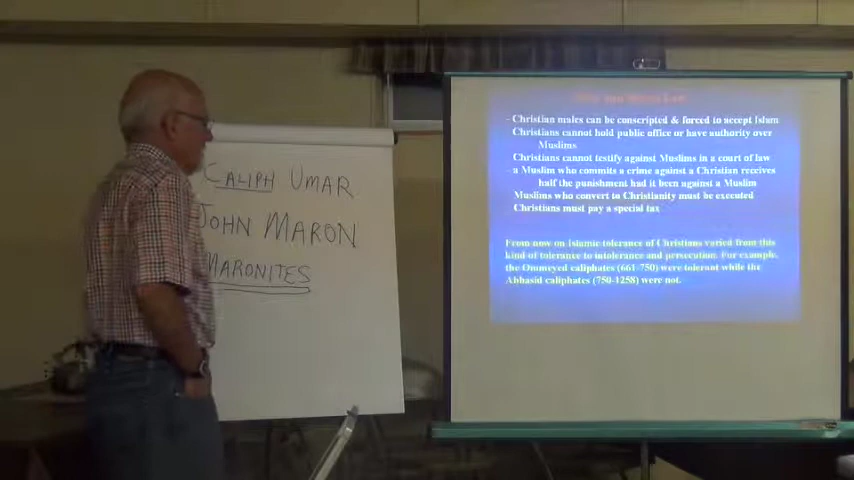 CALIPH UMAR
JOHN MARON
MARONITES
- Christian males can be conscripted & forced to accept Islam
Christians cannot hold public office or have authority over
Muslims
Christians cannot testify against Muslims in a court of law
- a Muslim who commits a crime against a Christian receives
half the punishment had it been against a Muslim
Muslims who convert to Christianity must be executed
Christians must pay a special tax
From now on Islamic tolerance of Christians varied from this
kind of tolerance to intolerance and persecution. For example,
the Ommeyed caliphates (661-750) were tolerant while the
Abbasid caliphates (750-1258) were not.